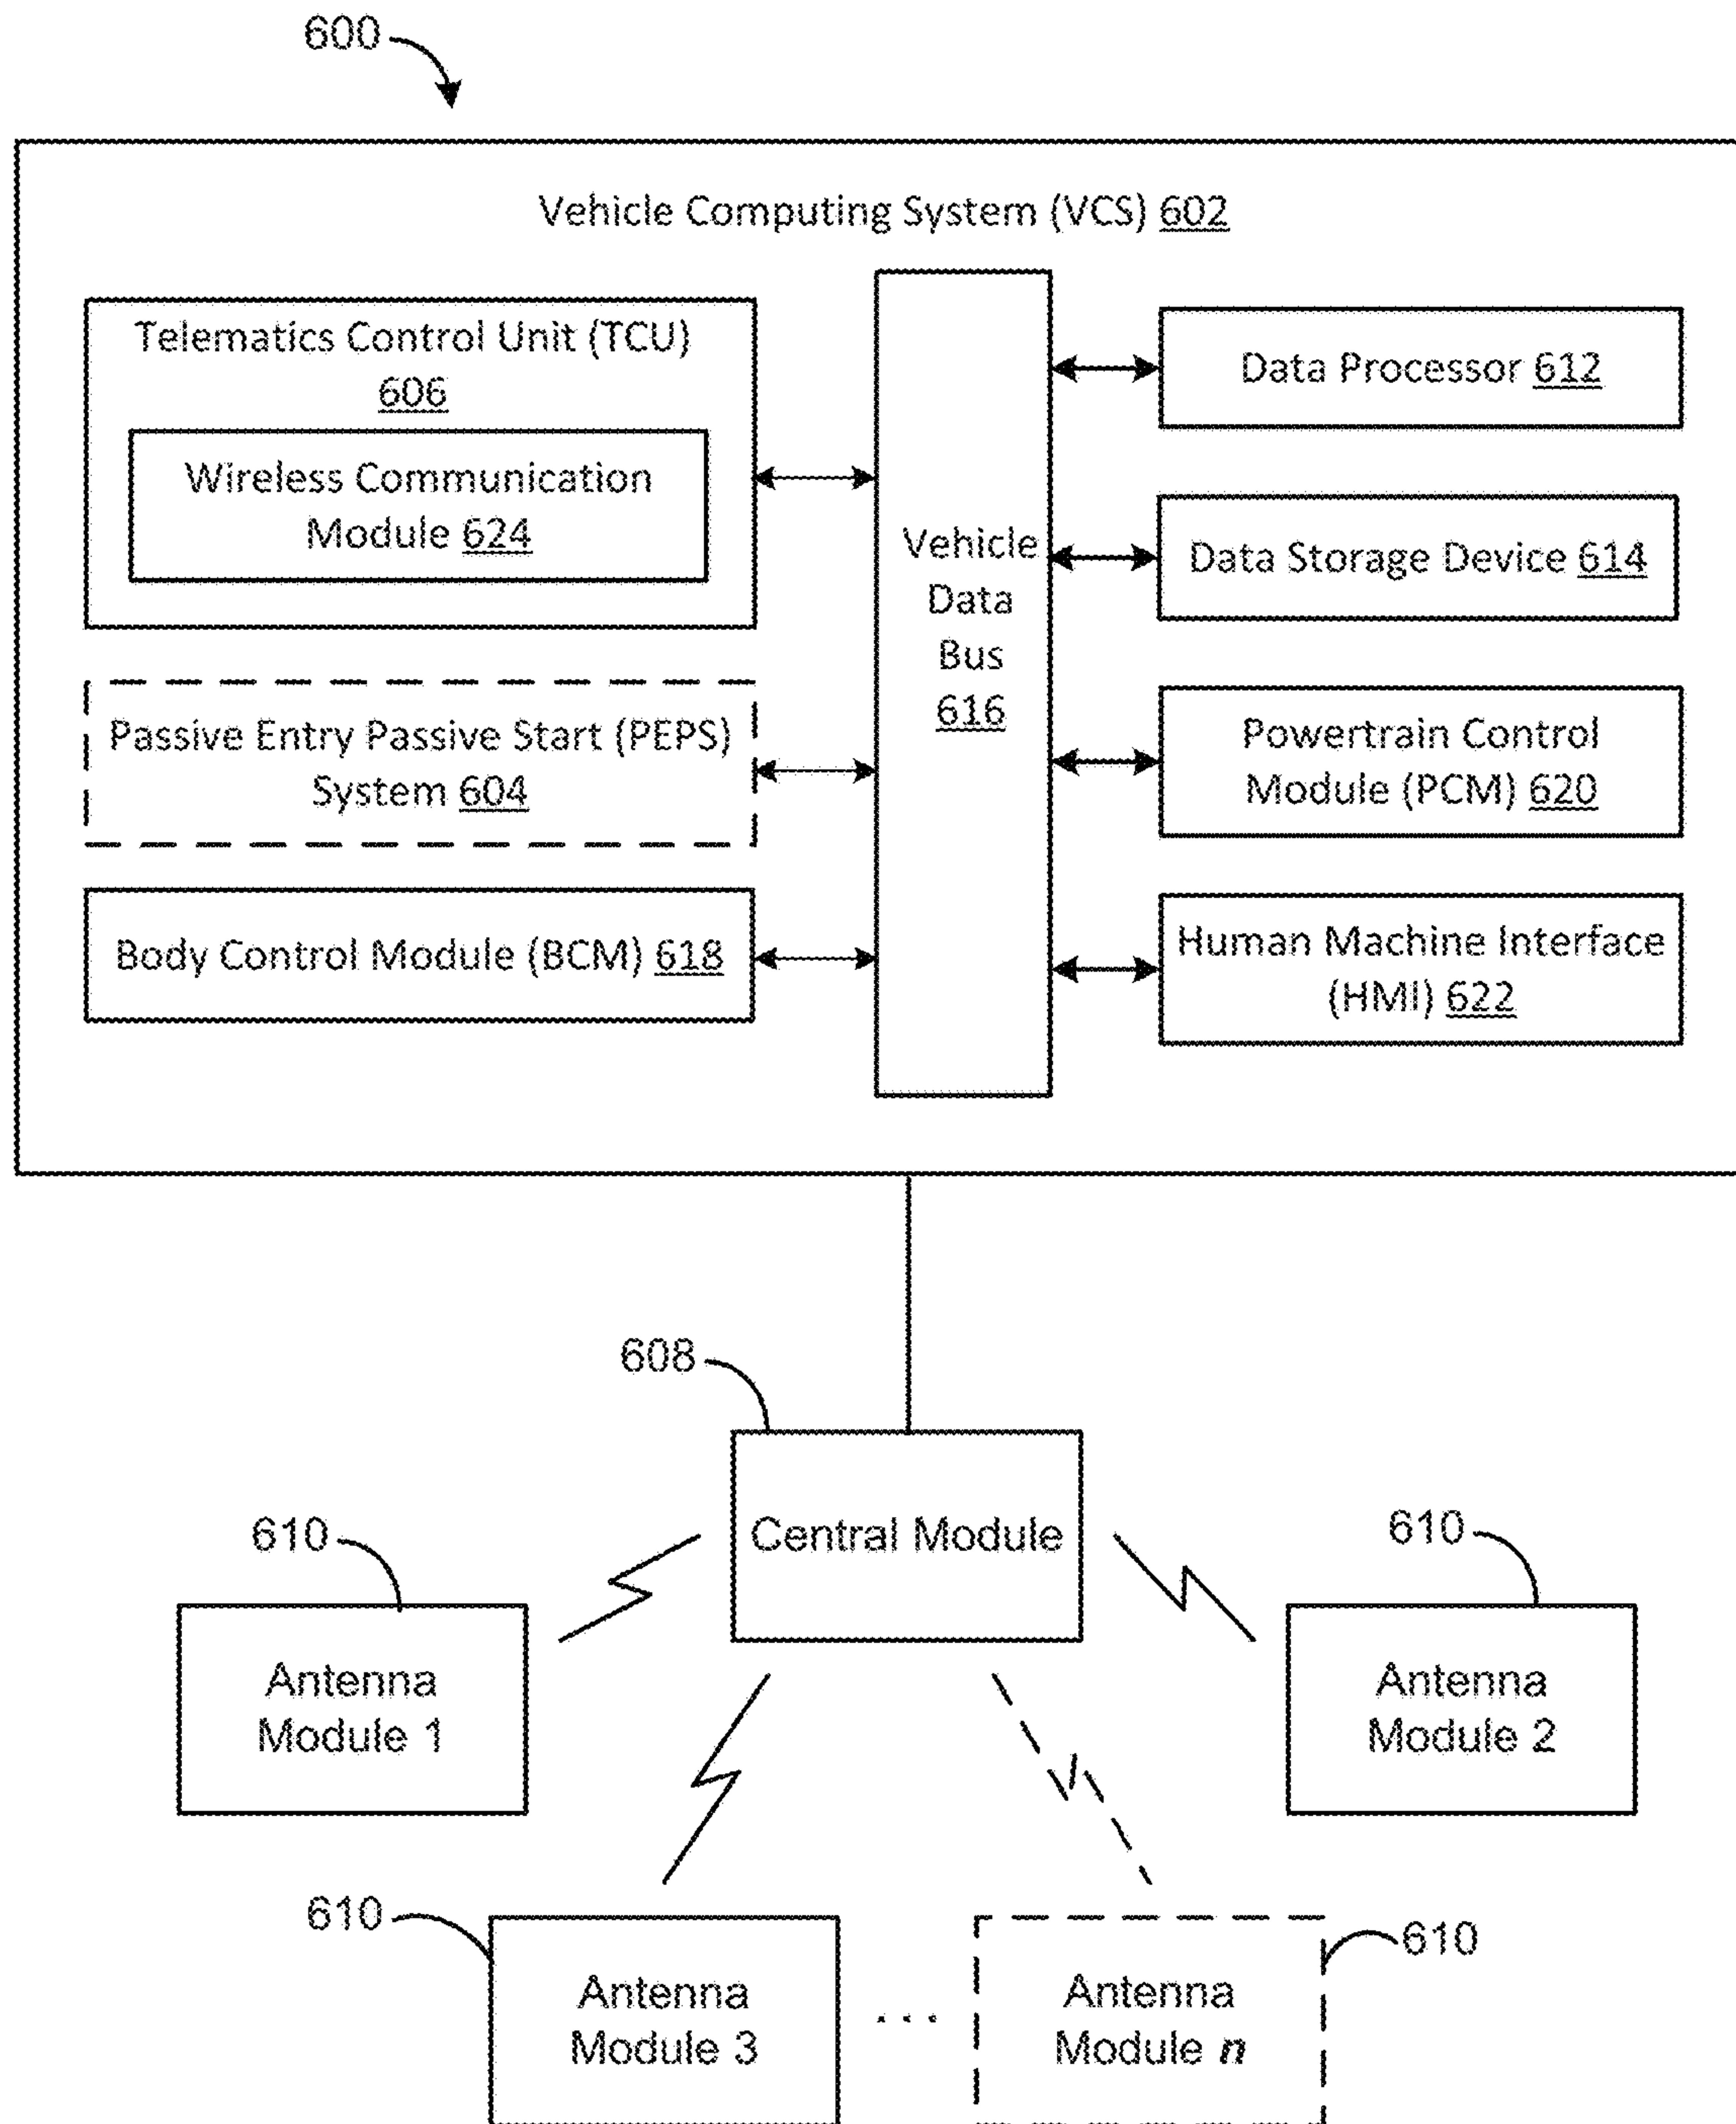 600
Vehicle Computing System (VCS) 602
Telematics Control Unit (TCU)
606
Wireless Communication
Module 624
Passive Entry Passive Start (PEPS)
System 604
Body Control Module (BCM) 618
Vehicle
Data
Bus
616
Data Processor 612
Data Storage Device 614
Powertrain Control
Module (PCM) 620
Human Machine Interface
(HMI) 622
608
Central Module
610
Antenna
Module 1
610
Antenna
Module 2
610
Antenna
Module 3
...
610
Antenna
Module n